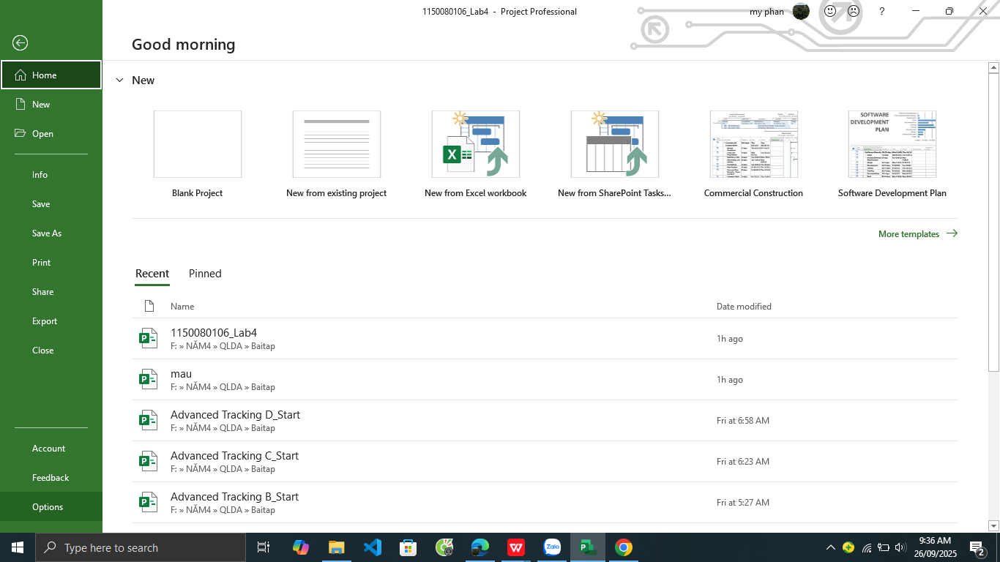 1150080106_Lab4 - Project Professional
my phan
?
Good morning
Home
New
Open
Info
Save
Save As
Print
Share
Export
Close
Account
Feedback
Options
New
Blank Project
New from existing project
New from Excel workbook
New from SharePoint Tasks...
Commercial Construction
SOFTWARE
DEVELOPMENT
PLAN
Software Development Plan
More templates
Recent Pinned
Name Date modified
1150080106_Lab4
F: » NĂM4 » QLDA » Baitap
1h ago
mau
F: » NĂM4 » QLDA » Baitap
1h ago
Advanced Tracking D_Start
F: » NĂM4 » QLDA » Baitap
Fri at 6:58 AM
Advanced Tracking C_Start
F: » NĂM4 » QLDA » Baitap
Fri at 6:23 AM
Advanced Tracking B_Start
F: » NĂM4 » QLDA » Baitap
Fri at 5:27 AM
Type here to search
Zalo
9:36 AM
26/09/2025
2